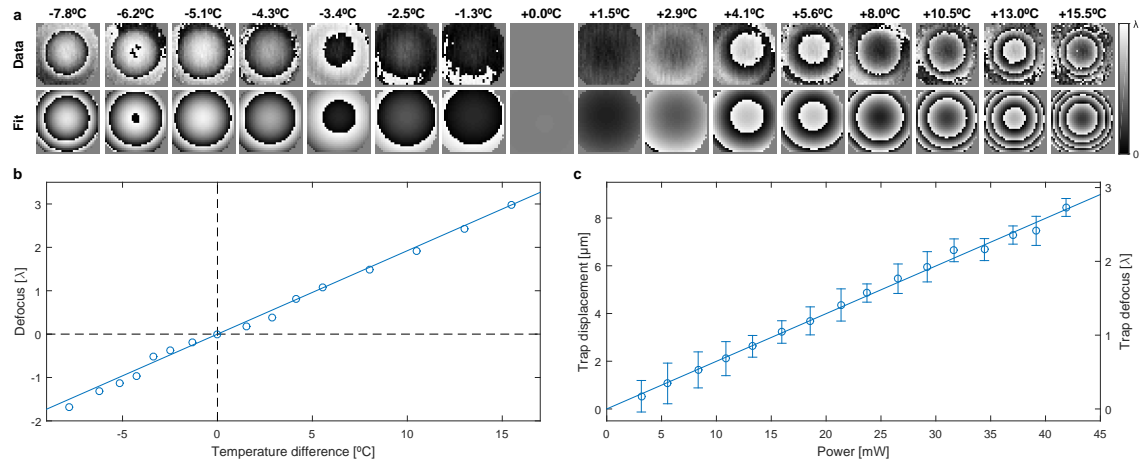 a
-7.8ºC -6.2ºC -5.1ºC -4.3ºC -3.4ºC -2.5ºC -1.3ºC +0.0ºC +1.5ºC +2.9ºC +4.1ºC +5.6ºC +8.0ºC +10.5ºC +13.0ºC +15.5ºC
Data
Fit
λ
0
b
Defocus [λ]
3
2
1
0
-1
-2
-5 0 5 10 15
Temperature difference [ºC]
c
Trap displacement [µm]
8
6
4
2
0
3
2
1
0
Trap defocus [λ]
0 5 10 15 20 25 30 35 40 45
Power [mW]